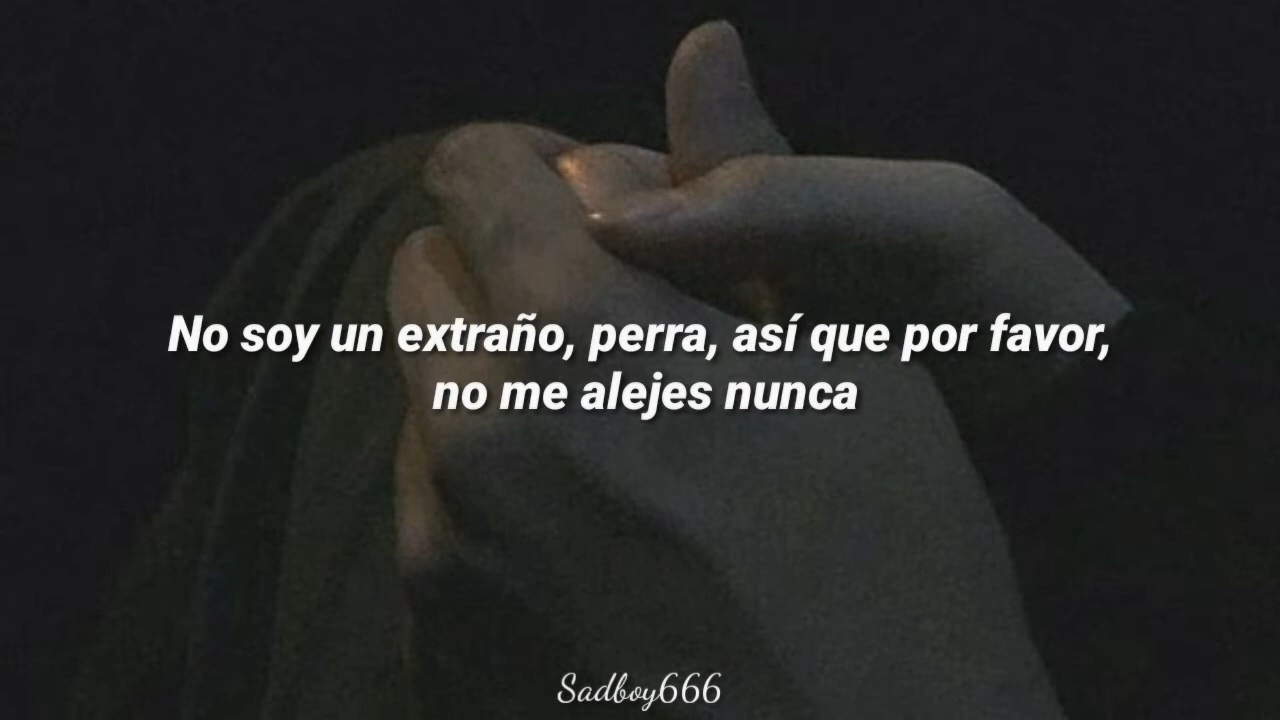 No soy un extraño, perra, así que por favor,
no me alejes nunca
Sadboy666